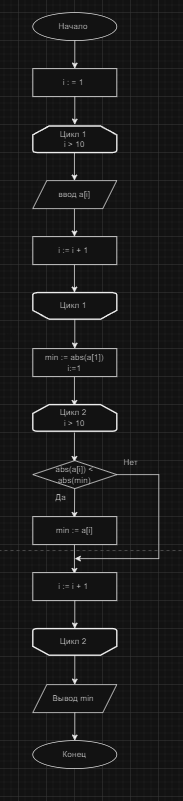 Начало
i : = 1
Цикл 1
i > 10
ввод a[i]
i := i + 1
Цикл 1
min := abs(a[1])
i:=1
Цикл 2
i > 10
abs(a[i]) <
abs(min)
Нет
Да
min := a[i]
i := i + 1
Цикл 2
Вывод min
Конец